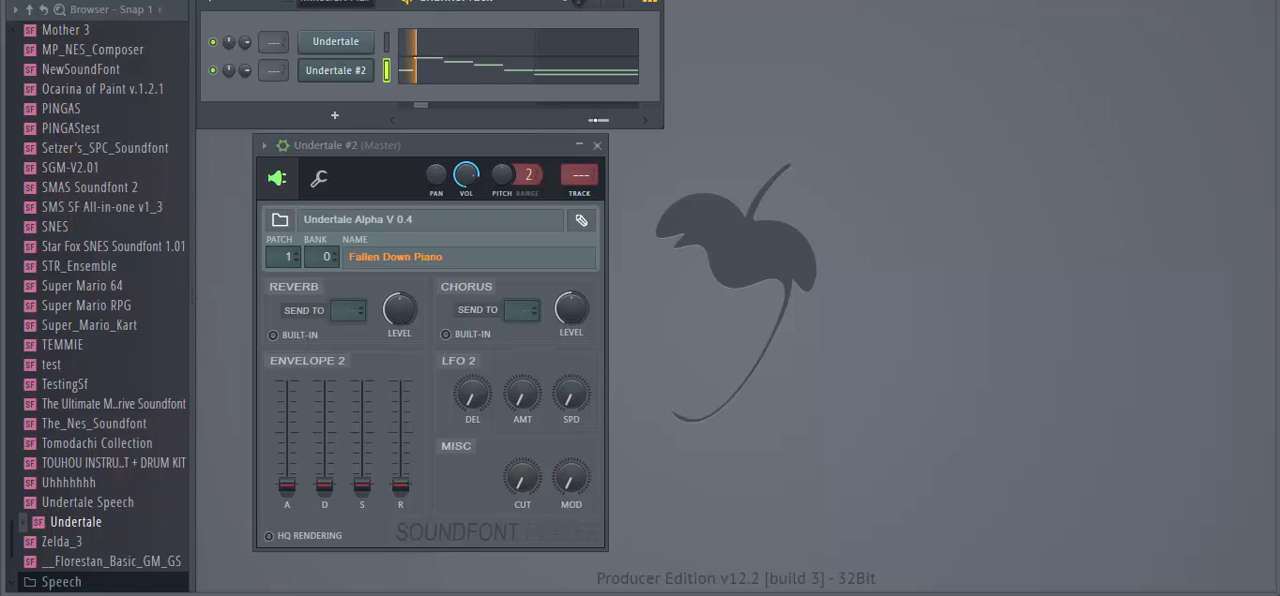 Browser - Snap 1
Mother 3
MP_NES_Composer
NewSoundFont
Ocarina of Paint v.1.2.1
PINGAS
PINGAStest
Setzer's_SPC_Soundfont
SGM-V2.01
SMAS Soundfont 2
SMS SF All-in-one v1_3
SNES
Star Fox SNES Soundfont 1.01
STR_Ensemble
Super Mario 64
Super Mario RPG
Super_Mario_Kart
TEMMIE
test
TestingSf
The Ultimate M..rive Soundfont
The_Nes_Soundfont
Tomodachi Collection
TOUHOU INSTRU..T + DRUM KIT
Uhhhhhhh
Undertale Speech
Undertale
Zelda_3
__Florestan_Basic_GM_GS
Speech
--- Undertale
--- Undertale #2
+
Undertale #2 (Master)
2 ---
PAN VOL PITCH RANGE TRACK
Undertale Alpha V 0.4
PATCH BANK NAME
1 0 Fallen Down Piano
REVERB CHORUS
SEND TO SEND TO
BUILT-IN LEVEL BUILT-IN LEVEL
ENVELOPE 2 LFO 2
DEL AMT SPD
MISC
A D S R CUT MOD
HQ RENDERING SOUNDFONT PLAYER
Producer Edition v12.2 [build 3] - 32Bit